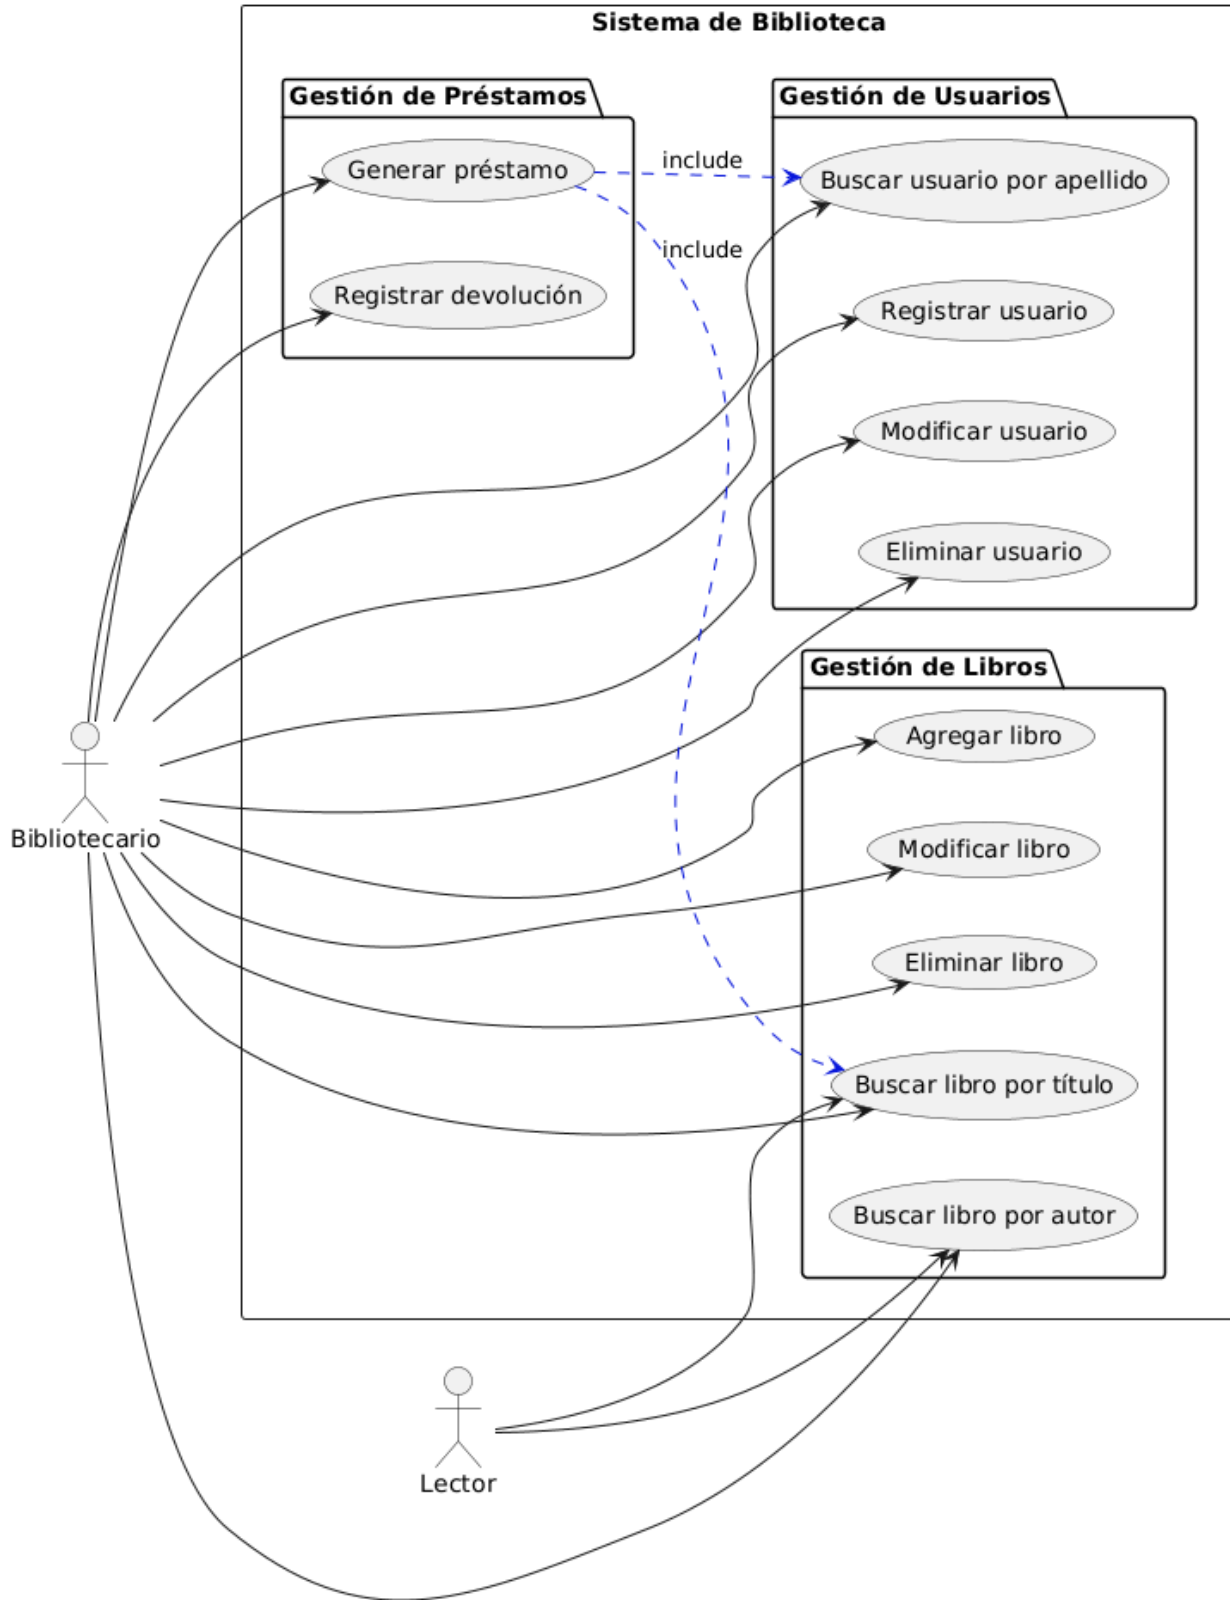 Sistema de Biblioteca
Gestión de Préstamos
Generar préstamo
Registrar devolución
include
include
Gestión de Usuarios
Buscar usuario por apellido
Registrar usuario
Modificar usuario
Eliminar usuario
Gestión de Libros
Agregar libro
Modificar libro
Eliminar libro
Buscar libro por título
Buscar libro por autor
Bibliotecario
Lector